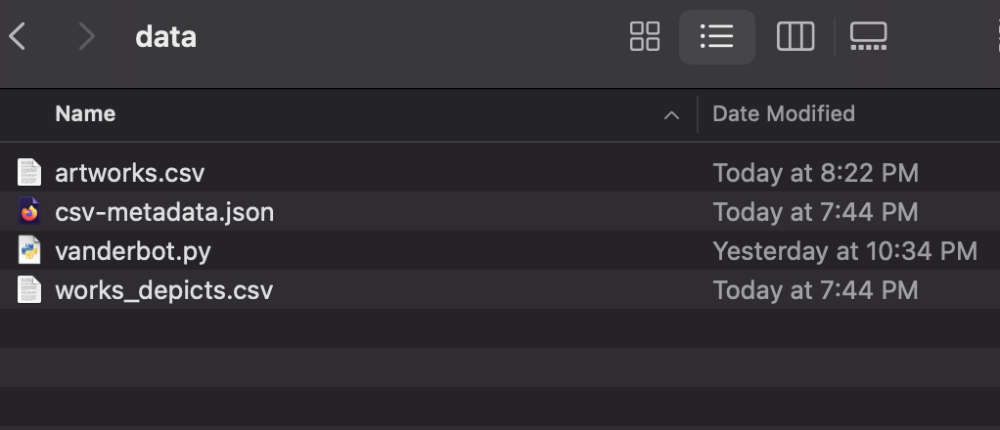 data
Name Date Modified
artworks.csv Today at 8:22 PM
csv-metadata.json Today at 7:44 PM
vanderbot.py Yesterday at 10:34 PM
works_depicts.csv Today at 7:44 PM